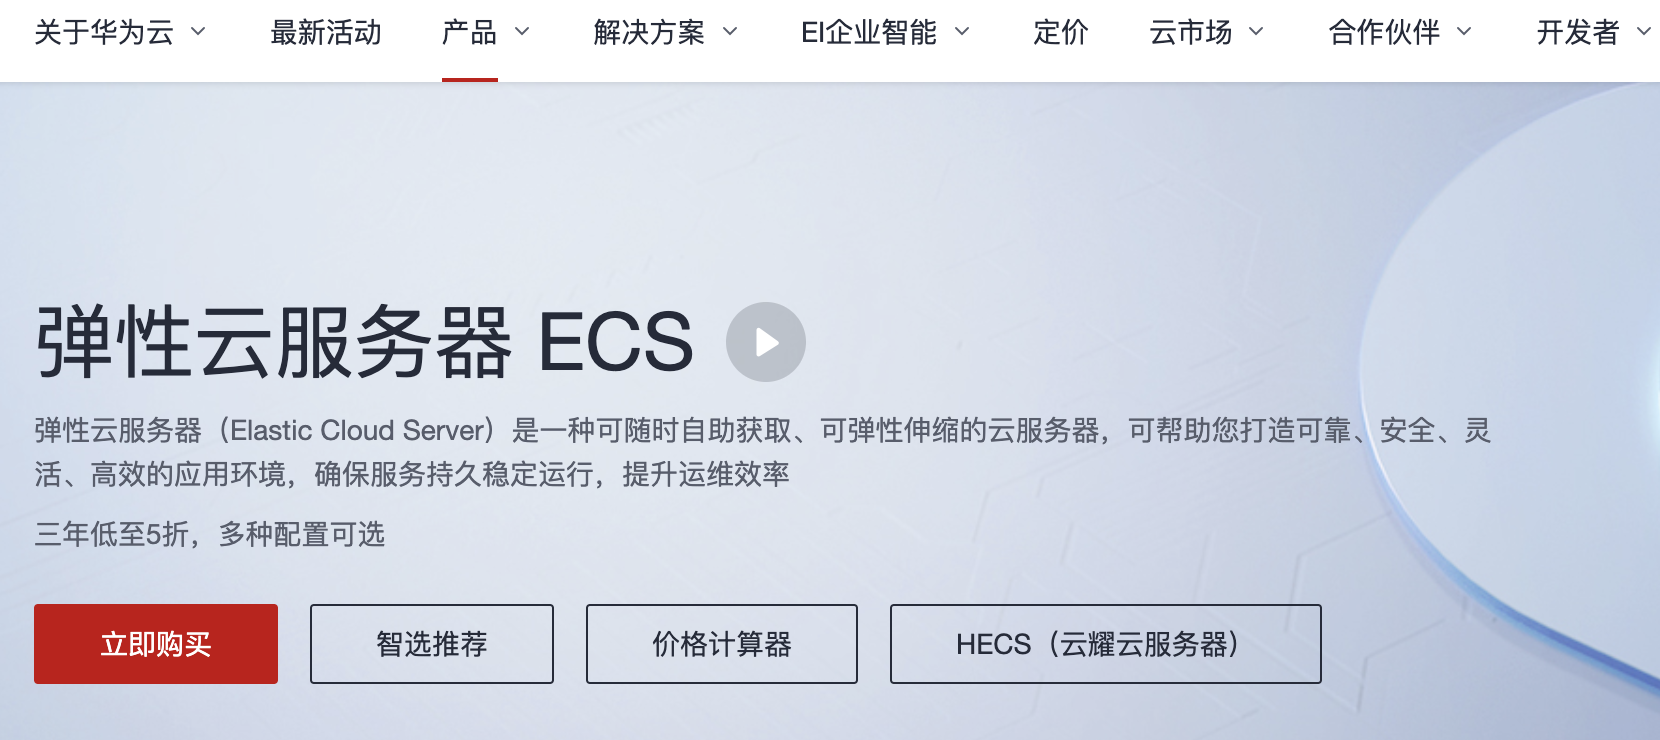 关于华为云 最新活动 产品 解决方案 EI企业智能 定价 云市场 合作伙伴 开发者
弹性云服务器 ECS
弹性云服务器（Elastic Cloud Server）是一种可随时自助获取、可弹性伸缩的云服务器，可帮助您打造可靠、安全、灵
活、高效的应用环境，确保服务持久稳定运行，提升运维效率
三年低至5折，多种配置可选
立即购买 智选推荐 价格计算器 HECS（云耀云服务器）